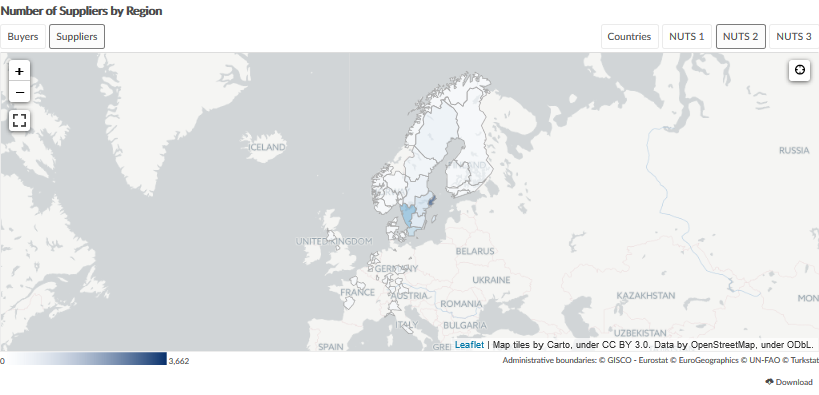 Number of Suppliers by Region
Buyers Suppliers Countries NUTS 1 NUTS 2 NUTS 3
+
−
ICELAND
RUSSIA
UNITED KINGDOM
BELARUS
GERMANY
UKRAINE
FRANCE
AUSTRIA
KAZAKHSTAN
MON
ROMANIA
ITALY
BULGARIA
UZBEKISTAN
SPAIN
GRE
Leaflet | Map tiles by Carto, under CC BY 3.0. Data by OpenStreetMap, under ODbL.
0 3,662
Administrative boundaries: © GISCO - Eurostat © EuroGeographics © UN-FAO © Turkstat
Download